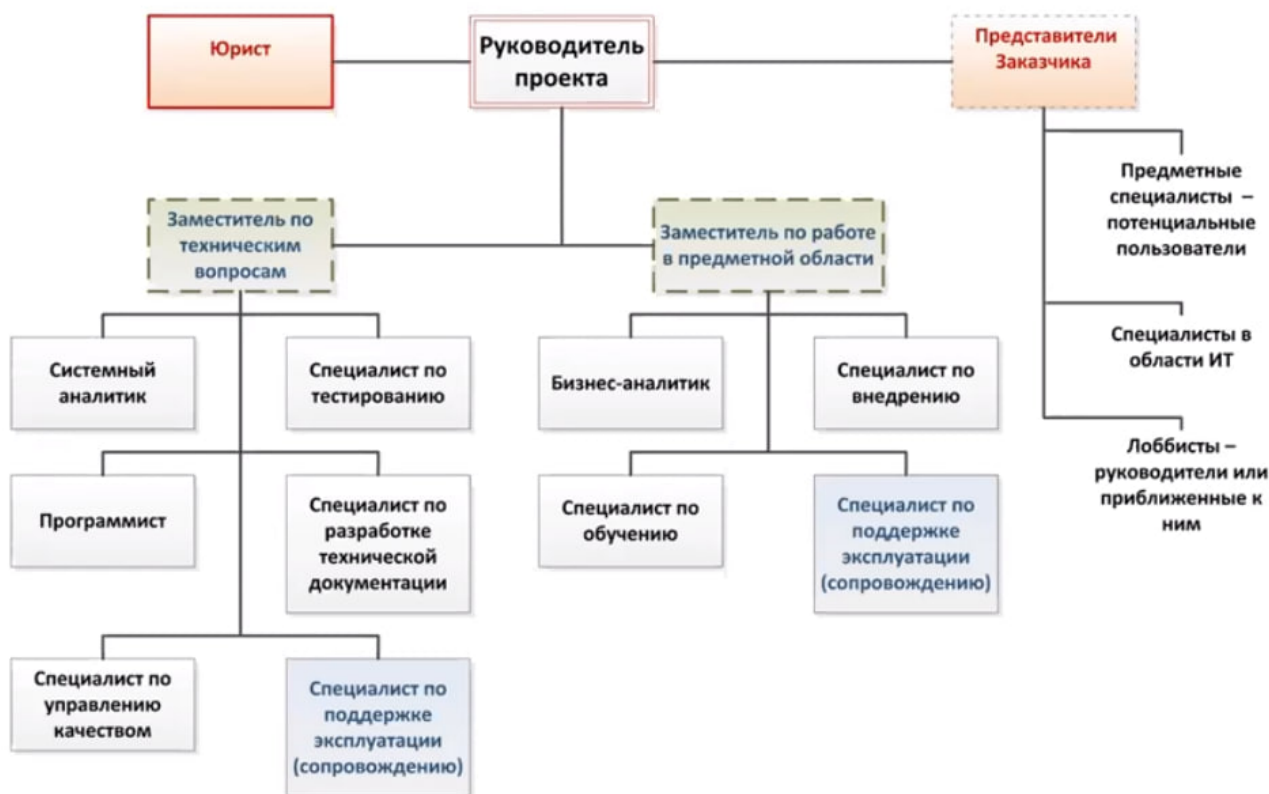 Юрист
Руководитель
проекта
Представители
Заказчика
Заместитель по
техническим
вопросам
Заместитель по работе
в предметной области
Предметные
специалисты –
потенциальные
пользователи
Системный
аналитик
Специалист по
тестированию
Бизнес-аналитик
Специалист по
внедрению
Специалисты в
области ИТ
Программист
Специалист по
разработке
технической
документации
Специалист по
обучению
Специалист по
поддержке
эксплуатации
(сопровождению)
Лоббисты –
руководители или
приближенные к
ним
Специалист по
управлению
качеством
Специалист по
поддержке
эксплуатации
(сопровождению)